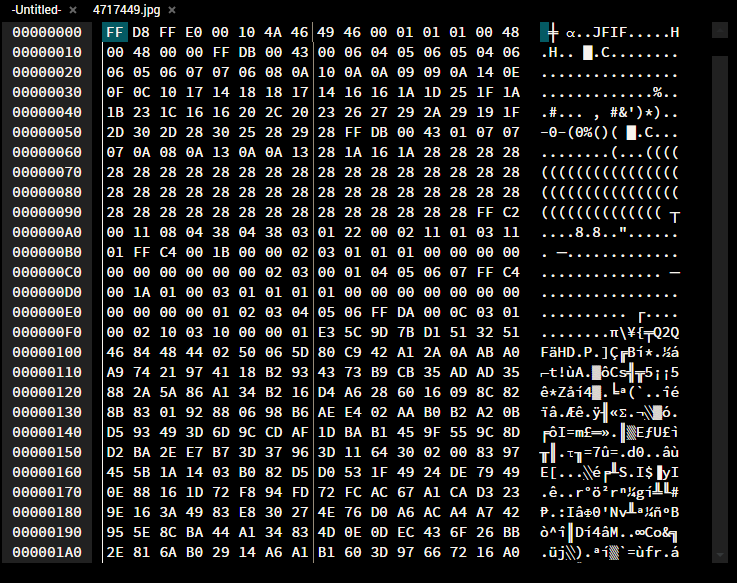 -Untitled- × 4717449.jpg ×
00000000 FF D8 FF E0 00 10 4A 46 49 46 00 01 01 01 00 48 ╪ α..JFIF.....H
00000010 00 48 00 00 FF DB 00 43 00 06 04 05 06 05 04 06 .H.. █.C........
00000020 06 05 06 07 07 06 08 0A 10 0A 0A 09 09 0A 14 0E ................
00000030 0F 0C 10 17 14 18 18 17 14 16 16 1A 1D 25 1F 1A .............%..
00000040 1B 23 1C 16 16 20 2C 20 23 26 27 29 2A 29 19 1F .#... , #&')*)..
00000050 2D 30 2D 28 30 25 28 29 28 FF DB 00 43 01 07 07 -0-(0%()( █.C...
00000060 07 0A 08 0A 13 0A 0A 13 28 1A 16 1A 28 28 28 28 ........(...((((
00000070 28 28 28 28 28 28 28 28 28 28 28 28 28 28 28 28 ((((((((((((((((
00000080 28 28 28 28 28 28 28 28 28 28 28 28 28 28 28 28 ((((((((((((((((
00000090 28 28 28 28 28 28 28 28 28 28 28 28 28 28 FF C2 (((((((((((((( ┬
000000A0 00 11 08 04 38 04 38 03 01 22 00 02 11 01 03 11 ....8.8.."......
000000B0 01 FF C4 00 1B 00 00 02 03 01 01 01 00 00 00 00 . ─.............
000000C0 00 00 00 00 00 00 02 03 00 01 04 05 06 07 FF C4 .............. ─
000000D0 00 1A 01 00 03 01 01 01 01 00 00 00 00 00 00 00 ................
000000E0 00 00 00 00 01 02 03 04 05 06 FF DA 00 0C 03 01 .......... ┌....
000000F0 00 02 10 03 10 00 00 01 E3 5C 9D 7B D1 51 32 51 ........π\¥{╤Q2Q
00000100 46 84 48 44 02 50 06 5D 80 C9 42 A1 2A 0A AB A0 FäHD.P.]Ç╔Bí*.½á
00000110 A9 74 21 97 41 18 B2 93 43 73 B9 CB 35 AD AD 35 ⌐t!ùA.▓ôCs╣╦5¡¡5
00000120 88 2A 5A 86 A1 34 B2 16 D4 A6 28 60 16 09 8C 82 ê*Zåí4▓.╘ª(`..îé
00000130 8B 83 01 92 88 06 98 B6 AE E4 02 AA B0 B2 A2 0B
00000140 D5 93 49 3D 6D 9C CD AF 1D BA B1 45 9F 55 9C 8D
00000150 D2 BA 2E E7 B7 3D 37 96 3D 11 64 30 02 00 83 97
00000160 45 5B 1A 14 03 B0 82 D5 D0 53 1F 49 24 DE 79 49 E[...░é╒╨S.I$▐yI
00000170 0E 88 16 1D 72 F8 94 FD 72 FC AC 67 A1 CA D3 23
00000180 9E 16 3A 49 83 E8 30 27 4E 76 D0 A6 AC A4 A7 42
00000190 95 5E 8C BA 44 A1 34 83 4D 0E 0D EC 43 6F 26 BB ò^î║Dí4âM..∞Co&╗
000001A0 2E 81 6A B0 29 14 A6 A1 B1 60 3D 97 66 72 16 A0 .üj░).ªí▒`=ùfr.á